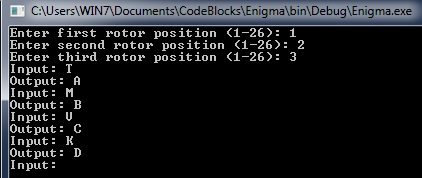 C:\Users\WIN7\Documents\CodeBlocks\Enigma\bin\Debug\Enigma.exe
Enter first rotor position (1-26): 1
Enter second rotor position (1-26): 2
Enter third rotor position (1-26): 3
Input: T
Output: A
Input: M
Output: B
Input: V
Output: C
Input: K
Output: D
Input: